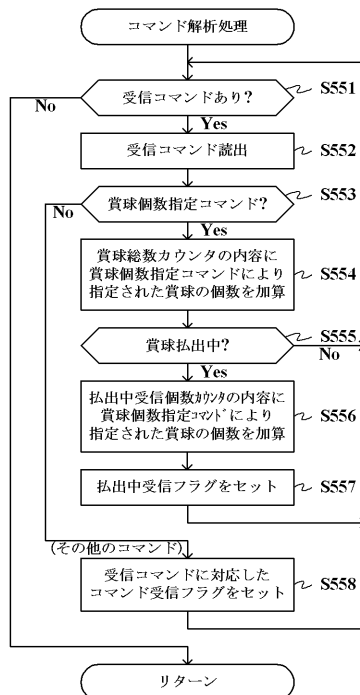 コマンド解析処理
受信コマンドあり?
S551
No
Yes
受信コマンド読出
S552
賞球個数指定コマンド?
S553
No
Yes
賞球総数カウンタの内容に
賞球個数指定コマンドにより
指定された賞球の個数を加算
S554
賞球払出中?
S555
No
Yes
払出中受信個数ｶｳﾝﾀの内容に
賞球個数指定ｺﾏﾝﾄﾞにより
指定された賞球の個数を加算
S556
払出中受信フラグをセット
S557
(その他のコマンド)
受信コマンドに対応した
コマンド受信フラグをセット
S558
リターン